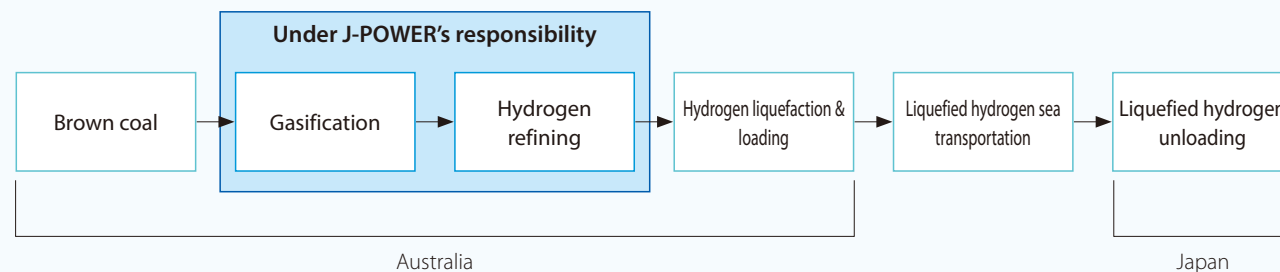 Under J-POWER's responsibility
Brown coal
Gasification
Hydrogen
refining
Hydrogen liquefaction &
loading
Liquefied hydrogen sea
transportation
Liquefied hydrogen
unloading
Australia
Japan